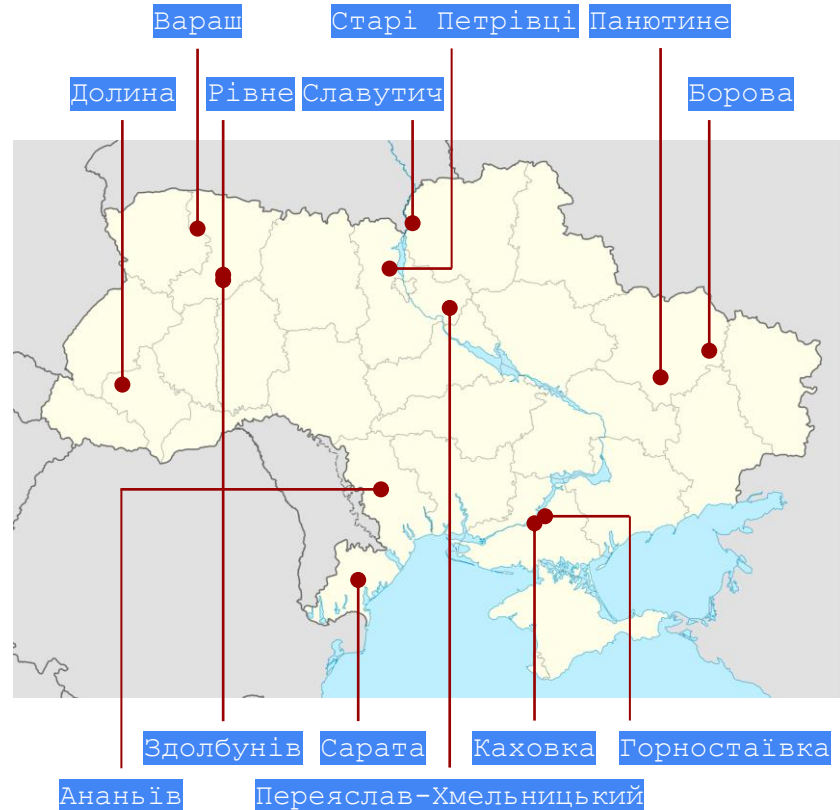 Вараш Старі Петрівці Панютине
Долина Рівне Славутич Борова
Здолбунів Сарата Каховка Горностаївка
Ананьїв Переяслав-Хмельницький